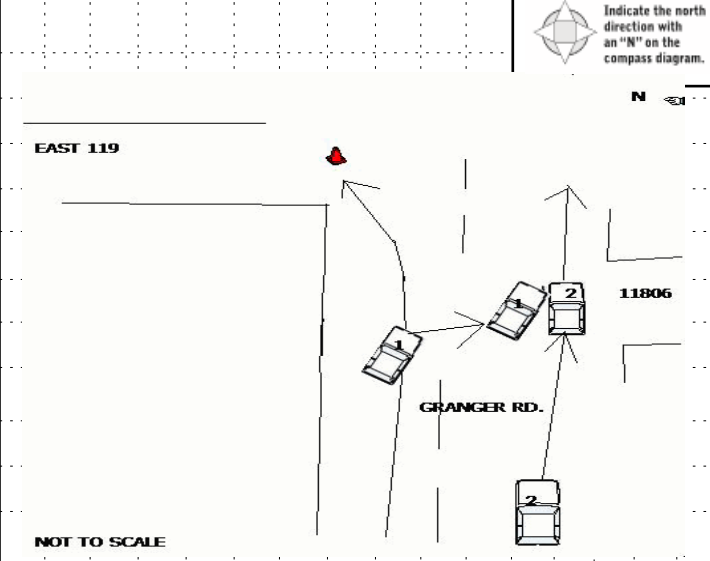 Indicate the north
direction with
an "N" on the
compass diagram.
N
EAST 119
1
2
11806
1
GRANGER RD.
2
NOT TO SCALE